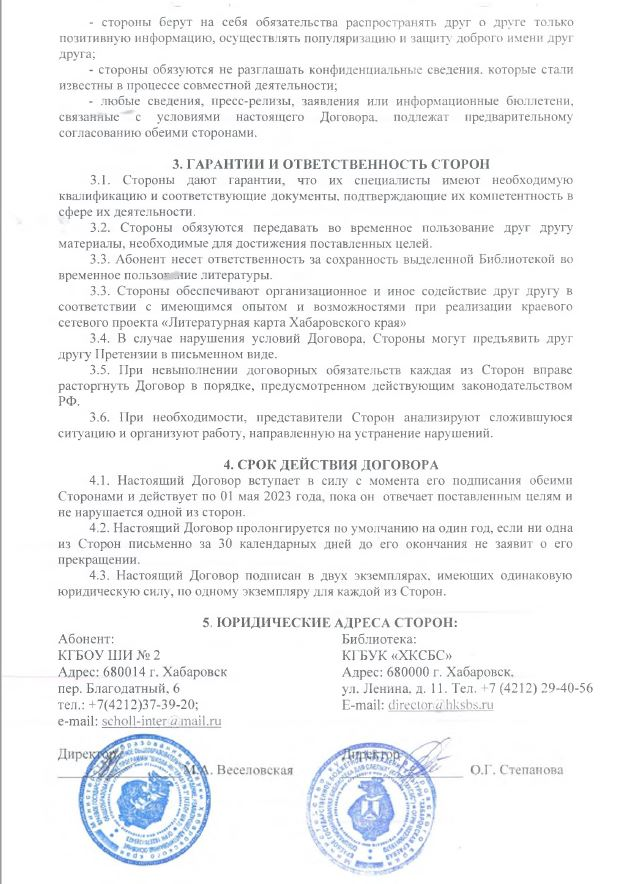 - стороны берут на себя обязательства распространять друг о друге только
позитивную информацию, осуществлять популяризацию и защиту доброго имени друг
друга;
- стороны обязуются не разглашать конфиденциальные сведения, которые стали
известны в процессе совместной деятельности;
- любые сведения, пресс-релизы, заявления или информационные бюллетени,
связанные с условиями настоящего Договора, подлежат предварительному
согласованию обеими сторонами.
3. ГАРАНТИИ И ОТВЕТСТВЕННОСТЬ СТОРОН
3.1. Стороны дают гарантии, что их специалисты имеют необходимую
квалификацию и соответствующие документы, подтверждающие их компетентность в
сфере их деятельности.
3.2. Стороны обязуются передавать во временное пользование друг другу
материалы, необходимые для достижения поставленных целей.
3.3. Абонент несет ответственность за сохранность выделенной Библиотекой во
временное пользование литературы.
3.3. Стороны обеспечивают организационное и иное содействие друг другу в
соответствии с имеющимся опытом и возможностями при реализации краевого
сетевого проекта «Литературная карта Хабаровского края»
3.4. В случае нарушения условий Договора, Стороны могут предъявить друг
другу Претензии в письменном виде.
3.5. При невыполнении договорных обязательств каждая из Сторон вправе
расторгнуть Договор в порядке, предусмотренном действующим законодательством
РФ.
3.6. При необходимости, представители Сторон анализируют сложившуюся
ситуацию и организуют работу, направленную на устранение нарушений.
4. СРОК ДЕЙСТВИЯ ДОГОВОРА
4.1. Настоящий Договор вступает в силу с момента его подписания обеими
Сторонами и действует по 01 мая 2023 года, пока он отвечает поставленным целям и
не нарушается одной из сторон.
4.2. Настоящий Договор пролонгируется по умолчанию на один год, если ни одна
из Сторон письменно за 30 календарных дней до его окончания не заявит о его
прекращении.
4.3. Настоящий Договор подписан в двух экземплярах, имеющих одинаковую
юридическую силу, по одному экземпляру для каждой из Сторон.
5. ЮРИДИЧЕСКИЕ АДРЕСА СТОРОН:
Абонент:
КГБОУ ШИ № 2
Адрес: 680014 г. Хабаровск
пер. Благодатный, 6
тел.: +7(4212)37-39-20;
e-mail: scholl-inter@mail.ru
Директор
М.А. Веселовская
Библиотека:
КГБУК «ХКСБС»
Адрес: 680000 г. Хабаровск,
ул. Ленина, д. 11. Тел. +7 (4212) 29-40-56
E-mail: director@hksbs.ru
Директор
О.Г. Степанова